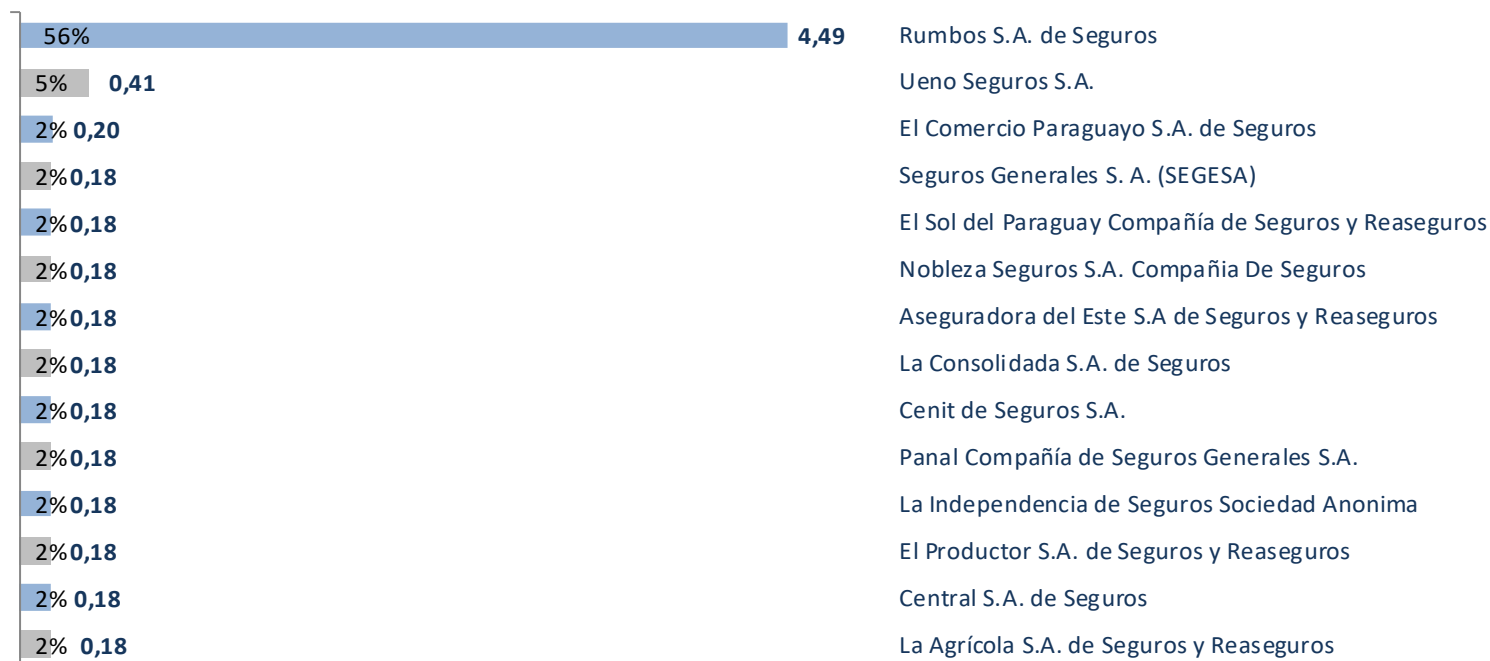 56% 4,49 Rumbos S.A. de Seguros
5% 0,41 Ueno Seguros S.A.
2% 0,20 El Comercio Paraguayo S.A. de Seguros
2% 0,18 Seguros Generales S. A. (SEGESA)
2% 0,18 El Sol del Paraguay Compañía de Seguros y Reaseguros
2% 0,18 Nobleza Seguros S.A. Compañia De Seguros
2% 0,18 Aseguradora del Este S.A de Seguros y Reaseguros
2% 0,18 La Consolidada S.A. de Seguros
2% 0,18 Cenit de Seguros S.A.
2% 0,18 Panal Compañía de Seguros Generales S.A.
2% 0,18 La Independencia de Seguros Sociedad Anonima
2% 0,18 El Productor S.A. de Seguros y Reaseguros
2% 0,18 Central S.A. de Seguros
2% 0,18 La Agrícola S.A. de Seguros y Reaseguros